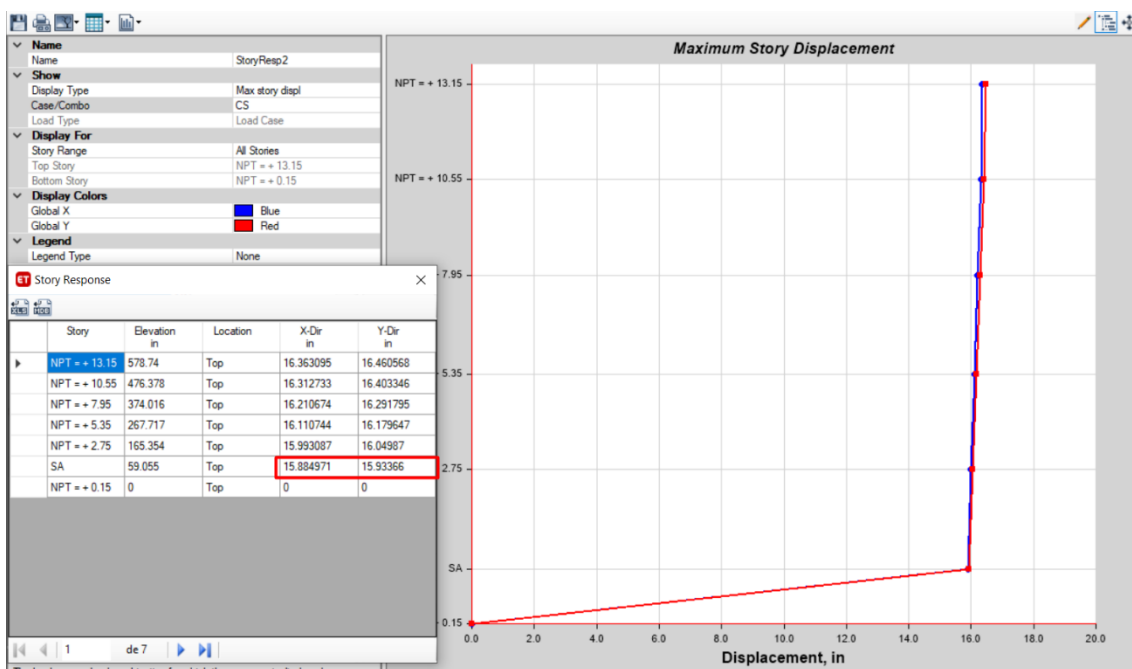 Name
Name StoryResp2
Show
Display Type Max story displ
Case/Combo CS
Load Type Load Case
Display For
Story Range All Stories
Top Story NPT = + 13.15
Bottom Story NPT = + 0.15
Display Colors
Global X Blue
Global Y Red
Legend
Legend Type None
Story Response
XLS
Story Elevation in Location X-Dir in Y-Dir in
NPT = + 13.15 578.74 Top 16.363095 16.460568
NPT = + 10.55 476.378 Top 16.312733 16.403346
NPT = + 7.95 374.016 Top 16.210674 16.291795
NPT = + 5.35 267.717 Top 16.110744 16.179647
NPT = + 2.75 165.354 Top 15.993087 16.04987
SA 59.055 Top 15.884971 15.93366
NPT = + 0.15 0 Top 0 0
1 de 7
Maximum Story Displacement
NPT = + 13.15
NPT = + 10.55
7.95
5.35
2.75
SA
0.15
0.0 2.0 4.0 6.0 8.0 10.0 12.0 14.0 16.0 18.0 20.0
Displacement, in